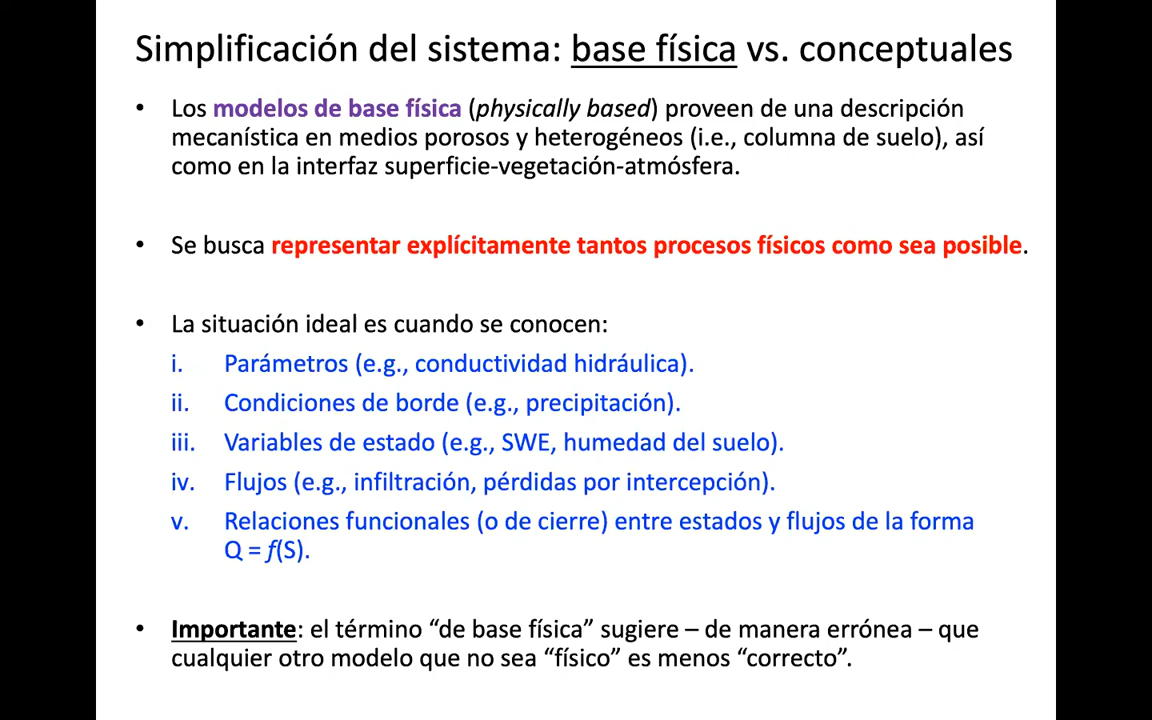 Simplificación del sistema: base física vs. conceptuales
• Los modelos de base física (physically based) proveen de una descripción
mecanística en medios porosos y heterogéneos (i.e., columna de suelo), así
como en la interfaz superficie-vegetación-atmósfera.
• Se busca representar explícitamente tantos procesos físicos como sea posible.
• La situación ideal es cuando se conocen:
i. Parámetros (e.g., conductividad hidráulica).
ii. Condiciones de borde (e.g., precipitación).
iii. Variables de estado (e.g., SWE, humedad del suelo).
iv. Flujos (e.g., infiltración, pérdidas por intercepción).
v. Relaciones funcionales (o de cierre) entre estados y flujos de la forma
Q = f(S).
• Importante: el término “de base física” sugiere – de manera errónea – que
cualquier otro modelo que no sea “físico” es menos “correcto”.